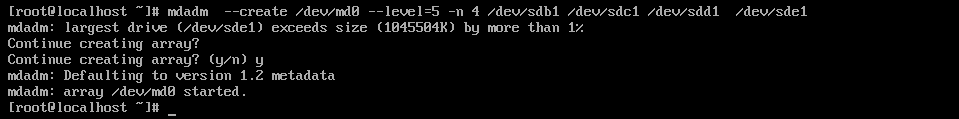 [root@localhost ~]# mdadm  --create /dev/md0 --level=5 -n 4 /dev/sdb1 /dev/sdc1 /dev/sdd1  /dev/sde1
mdadm: largest drive (/dev/sde1) exceeds size (1045504K) by more than 1%
Continue creating array?
Continue creating array? (y/n) y
mdadm: Defaulting to version 1.2 metadata
mdadm: array /dev/md0 started.
[root@localhost ~]# _